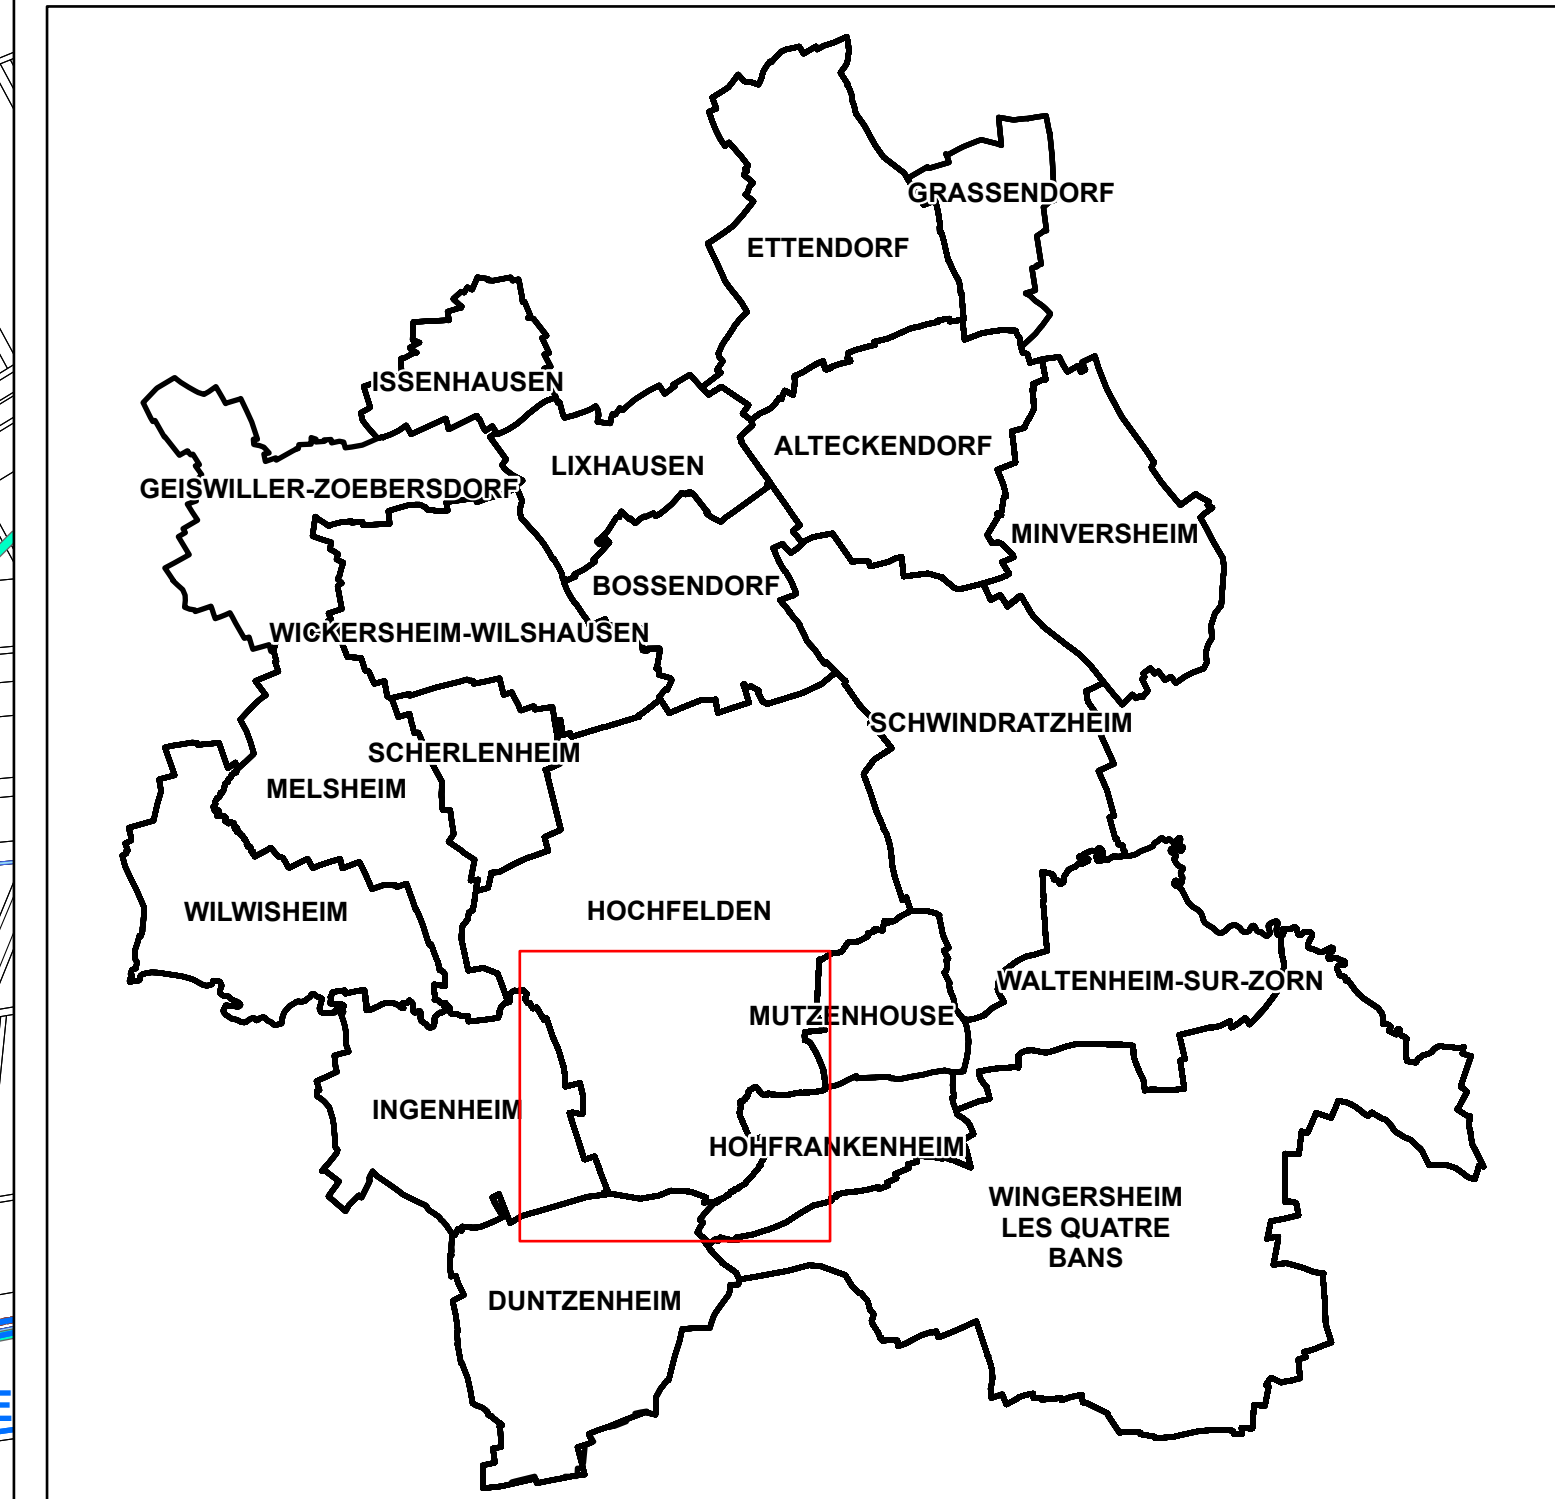 GRASSENDORF
ETTENDORF
ISSENHAUSEN
ALTECKENDORF
LIXHAUSEN
GEISWILLER-ZOEBERSDORF
MINVERSHEIM
BOSSENDORF
WICKERSHEIM-WILSHAUSEN
SCHWINDRATZHEIM
SCHERLENHEIM
MELSHEIM
WILWISHEIM
HOCHFELDEN
WALTENHEIM-SUR-ZORN
MUTZENHOUSE
INGENHEIM
HOHFRANKENHEIM
WINGERSHEIM
LES QUATRE
BANS
DUNTZENHEIM